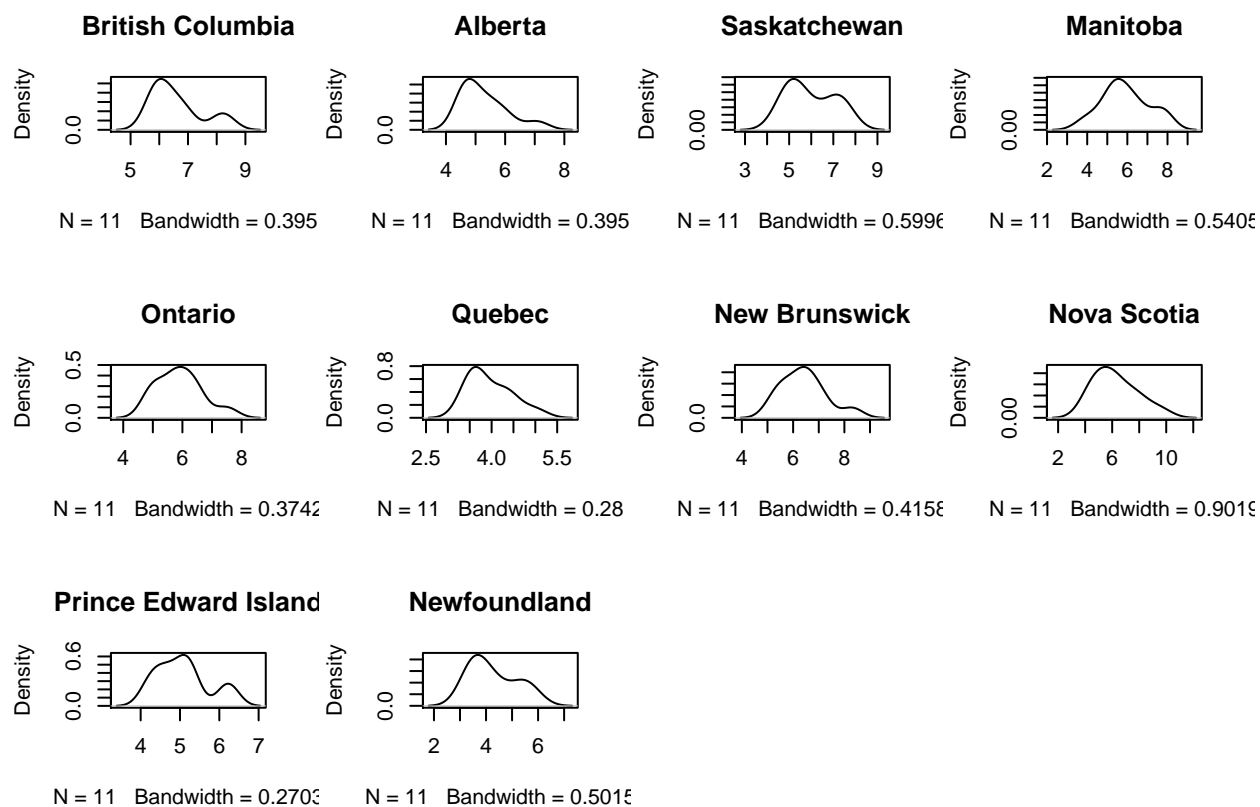 British Columbia
Density
0.0
5 7 9
N = 11 Bandwidth = 0.395
Alberta
Density
0.0
4 6 8
N = 11 Bandwidth = 0.395
Saskatchewan
Density
0.00
3 5 7 9
N = 11 Bandwidth = 0.5996
Manitoba
Density
0.00
2 4 6 8
N = 11 Bandwidth = 0.5405
Ontario
Density
0.0 0.5
4 6 8
N = 11 Bandwidth = 0.3742
Quebec
Density
0.0 0.8
2.5 4.0 5.5
N = 11 Bandwidth = 0.28
New Brunswick
Density
0.0
4 6 8
N = 11 Bandwidth = 0.4158
Nova Scotia
Density
0.00
2 6 10
N = 11 Bandwidth = 0.9019
Prince Edward Island
Density
0.0 0.6
4 5 6 7
N = 11 Bandwidth = 0.2703
Newfoundland
Density
0.0
2 4 6
N = 11 Bandwidth = 0.5015